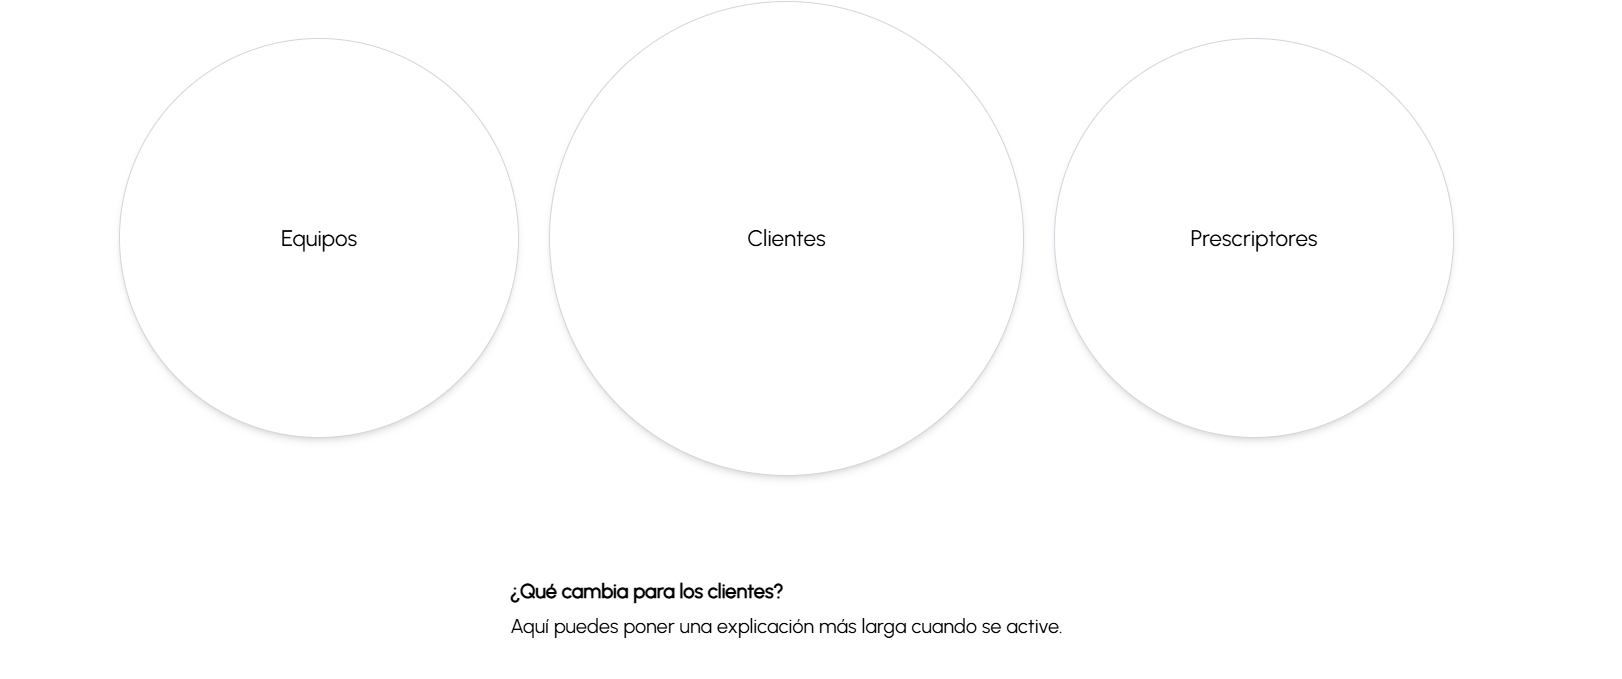 Equipos
Clientes
Prescriptores
¿Qué cambia para los clientes?
Aquí puedes poner una explicación más larga cuando se active.